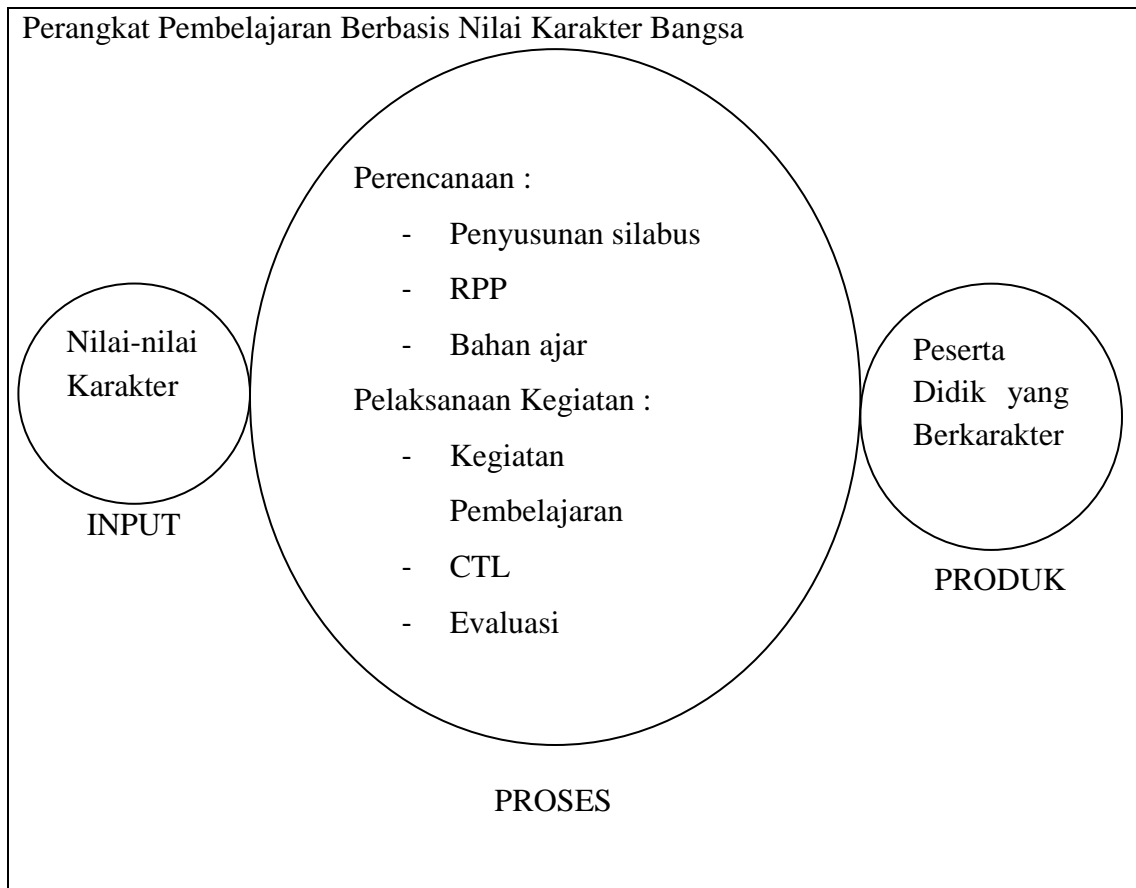 Perangkat Pembelajaran Berbasis Nilai Karakter Bangsa
Nilai-nilai
Karakter
INPUT
Perencanaan :
- Penyusunan silabus
- RPP
- Bahan ajar
Pelaksanaan Kegiatan :
- Kegiatan
Pembelajaran
- CTL
- Evaluasi
PROSES
Peserta
Didik yang
Berkarakter
PRODUK